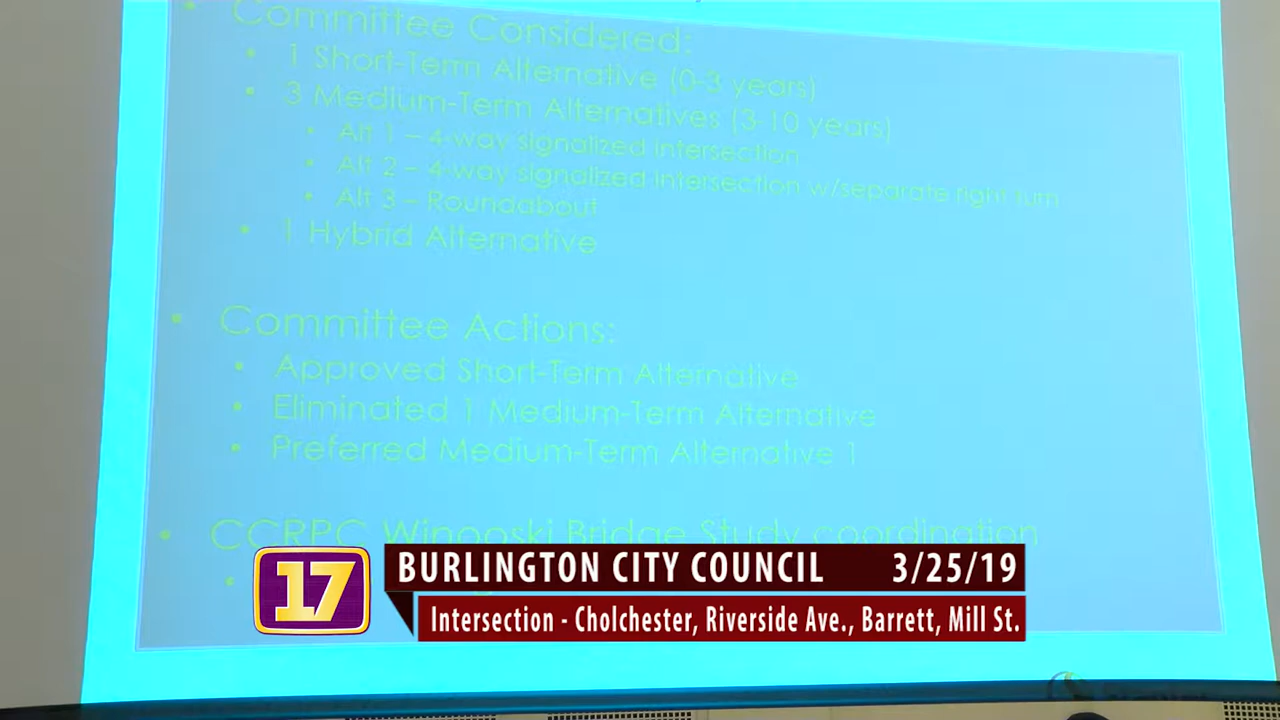 • Committee Considered:
• 1 Short-Term Alternative (0-3 years)
• 3 Medium-Term Alternatives (3-10 years)
• Alt 1 – 4-way signalized intersection
• Alt 2 – 4-way signalized intersection w/separate right turn
• Alt 3 – Roundabout
• 1 Hybrid Alternative
• Committee Actions:
• Approved Short-Term Alternative
• Eliminated 1 Medium-Term Alternative
• Preferred Medium-Term Alternative 1
• CCRPC Winooski Bridge Study coordination
17
BURLINGTON CITY COUNCIL 3/25/19
Intersection - Cholchester, Riverside Ave., Barrett, Mill St.